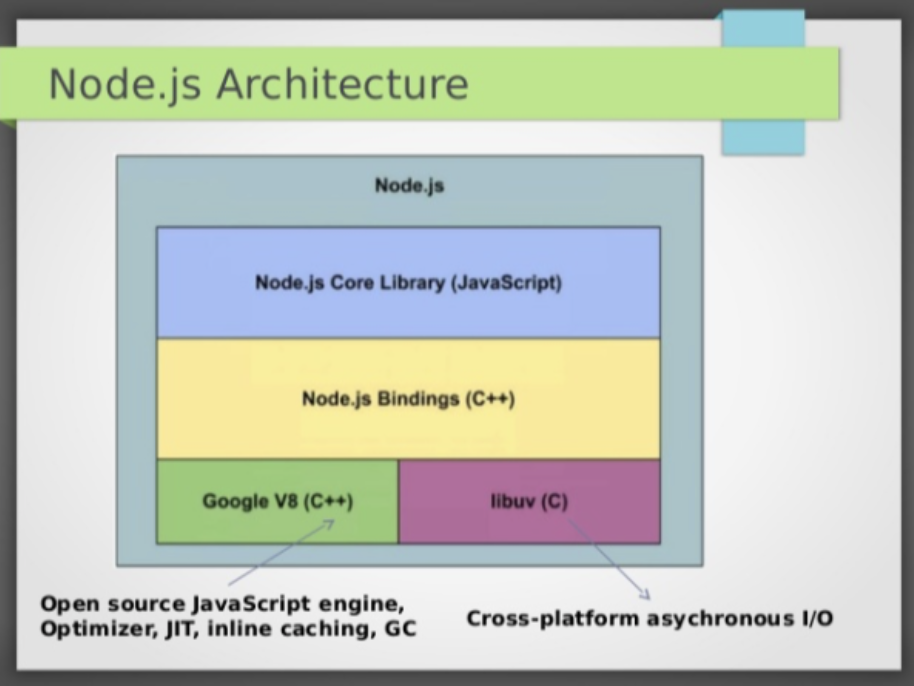 Node.js Architecture
Node.js
Node.js Core Library (JavaScript)
Node.js Bindings (C++)
Google V8 (C++)
libuv (C)
Open source JavaScript engine,
Optimizer, JIT, inline caching, GC
Cross-platform asychronous I/O